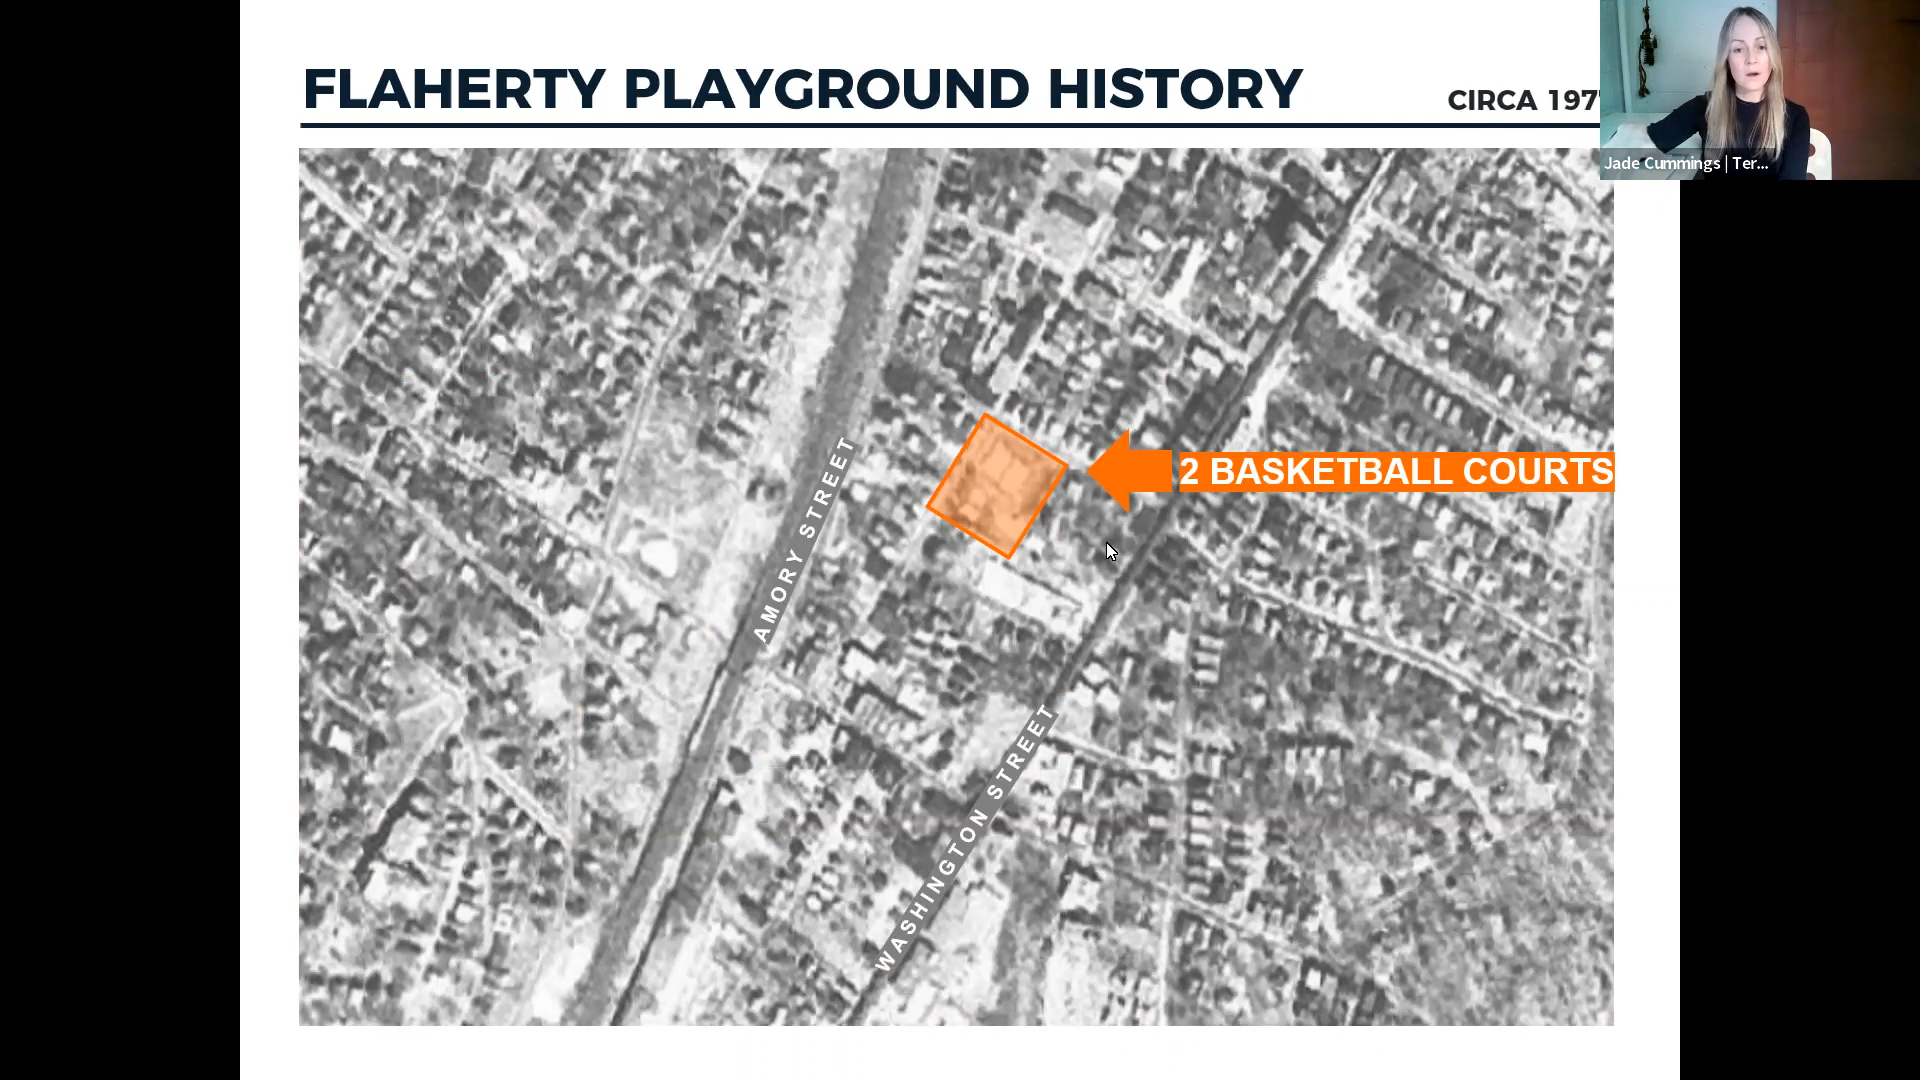 FLAHERTY PLAYGROUND HISTORY
CIRCA 197
Jade Cummings | Ter...
2 BASKETBALL COURTS
AMORY STREET
WASHINGTON STREET